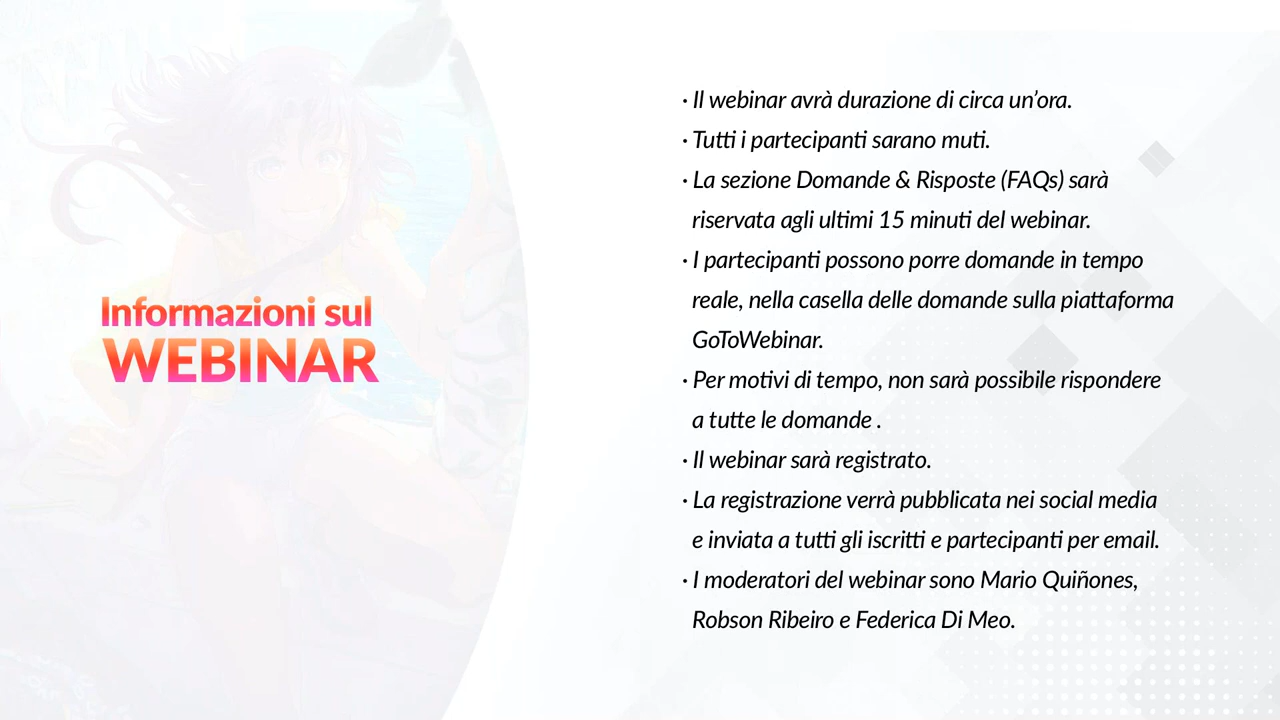 Informazioni sul
WEBINAR
· Il webinar avrà durazione di circa un’ora.
· Tutti i partecipanti sarano muti.
· La sezione Domande & Risposte (FAQs) sarà
riservata agli ultimi 15 minuti del webinar.
· I partecipanti possono porre domande in tempo
reale, nella casella delle domande sulla piattaforma
GoToWebinar.
· Per motivi di tempo, non sarà possibile rispondere
a tutte le domande .
· Il webinar sarà registrato.
· La registrazione verrà pubblicata nei social media
e inviata a tutti gli iscritti e partecipanti per email.
· I moderatori del webinar sono Mario Quiñones,
Robson Ribeiro e Federica Di Meo.